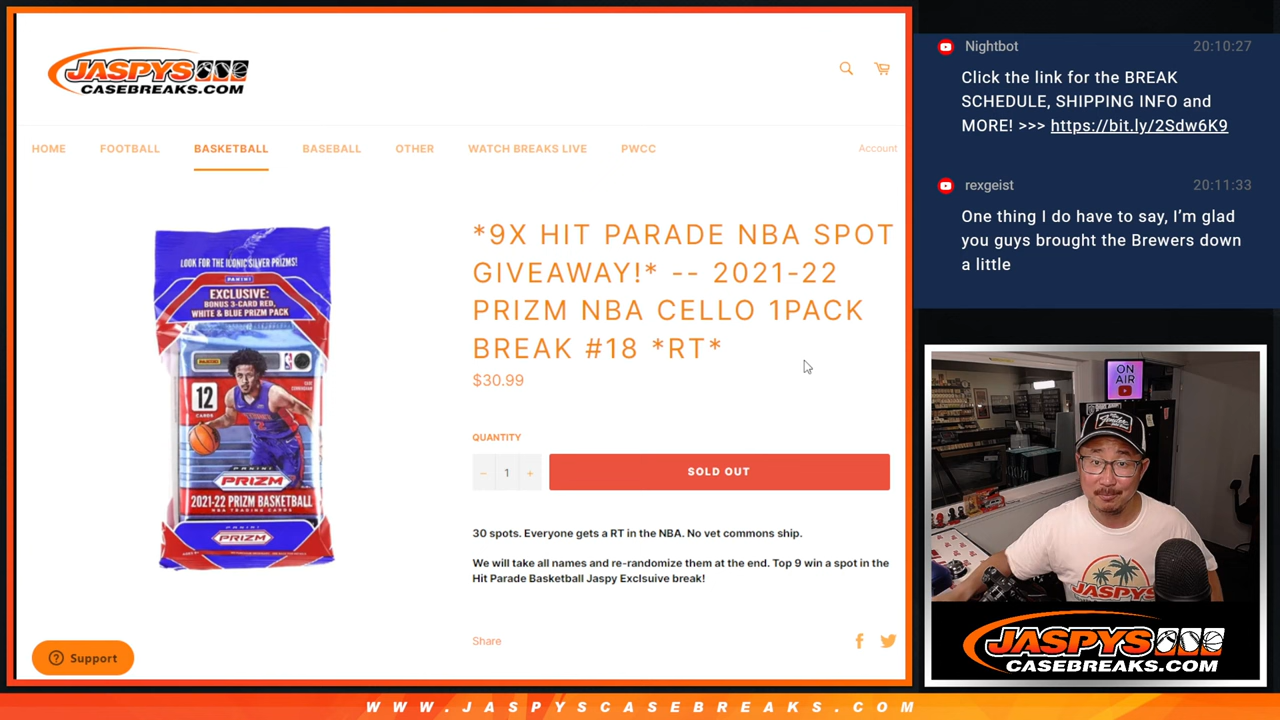 JASPYS
CASEBREAKS.COM
HOME
FOOTBALL
BASKETBALL
BASEBALL
OTHER
WATCH BREAKS LIVE
PWCC
Account
LOOK FOR THE ICONIC SILVER PRIZMS!
PANINI
EXCLUSIVE:
BONUS 3-CARD RED,
WHITE & BLUE PRIZM PACK
12
CARDS
PRIZM
2021-22 PRIZM BASKETBALL
NBA TRADING CARDS
PRIZM
*9X HIT PARADE NBA SPOT
GIVEAWAY!* -- 2021-22
PRIZM NBA CELLO 1PACK
BREAK #18 *RT*
$30.99
QUANTITY
− 1 +
SOLD OUT
30 spots. Everyone gets a RT in the NBA. No vet commons ship.
We will take all names and re-randomize them at the end. Top 9 win a spot in the
Hit Parade Basketball Jaspy Exclsuive break!
Share
Support
Nightbot 20:10:27
Click the link for the BREAK
SCHEDULE, SHIPPING INFO and
MORE! >>> https://bit.ly/2Sdw6K9
rexgeist 20:11:33
One thing I do have to say, I'm glad
you guys brought the Brewers down
a little
ON
AIR
Fender
JASPYS
JASPYS
CASEBREAKS.COM
WWW.JASPYSCASEBREAKS.COM